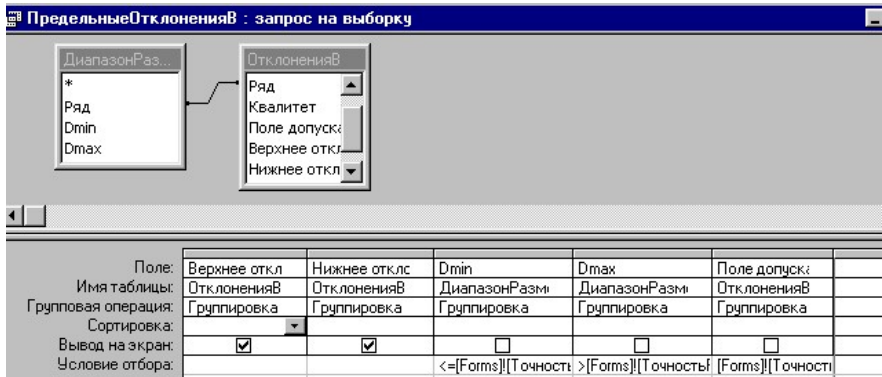 ПредельныеОтклоненияВ : запрос на выборку
ДиапазонРаз...
*
Ряд
Dmin
Dmax
ОтклоненияВ
Ряд
Квалитет
Поле допуска
Верхнее откл
Нижнее откл
Поле: Верхнее откл Нижнее откло Dmin Dmax Поле допуска
Имя таблицы: ОтклоненияВ ОтклоненияВ ДиапазонРазм ДиапазонРазм ОтклоненияВ
Групповая операция: Группировка Группировка Группировка Группировка Группировка
Сортировка:
Вывод на экран:
Условие отбора: <=[Forms]![Точность >[Forms]![Точность [Forms]![Точность